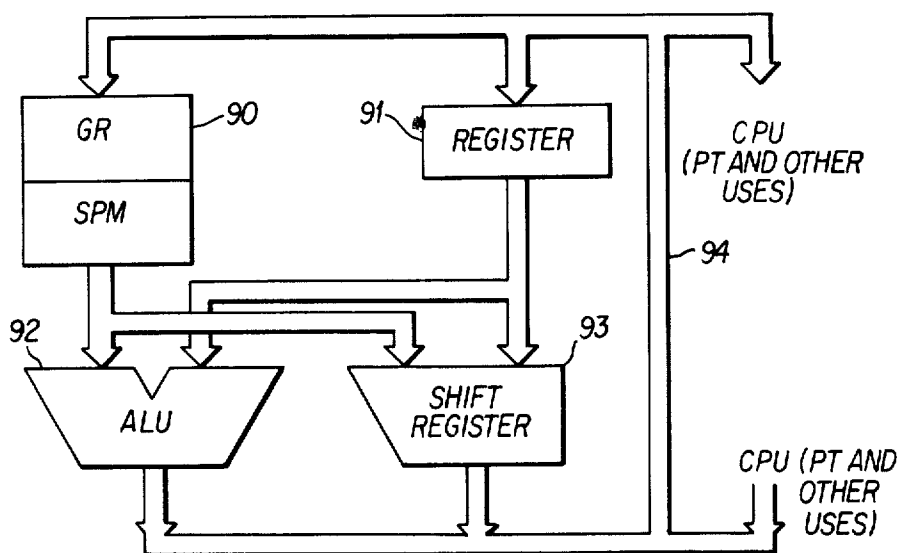 GR
90
SPM
91
REGISTER
CPU
(PT AND OTHER
USES)
94
92
ALU
93
SHIFT
REGISTER
CPU (PT AND
OTHER
USES)